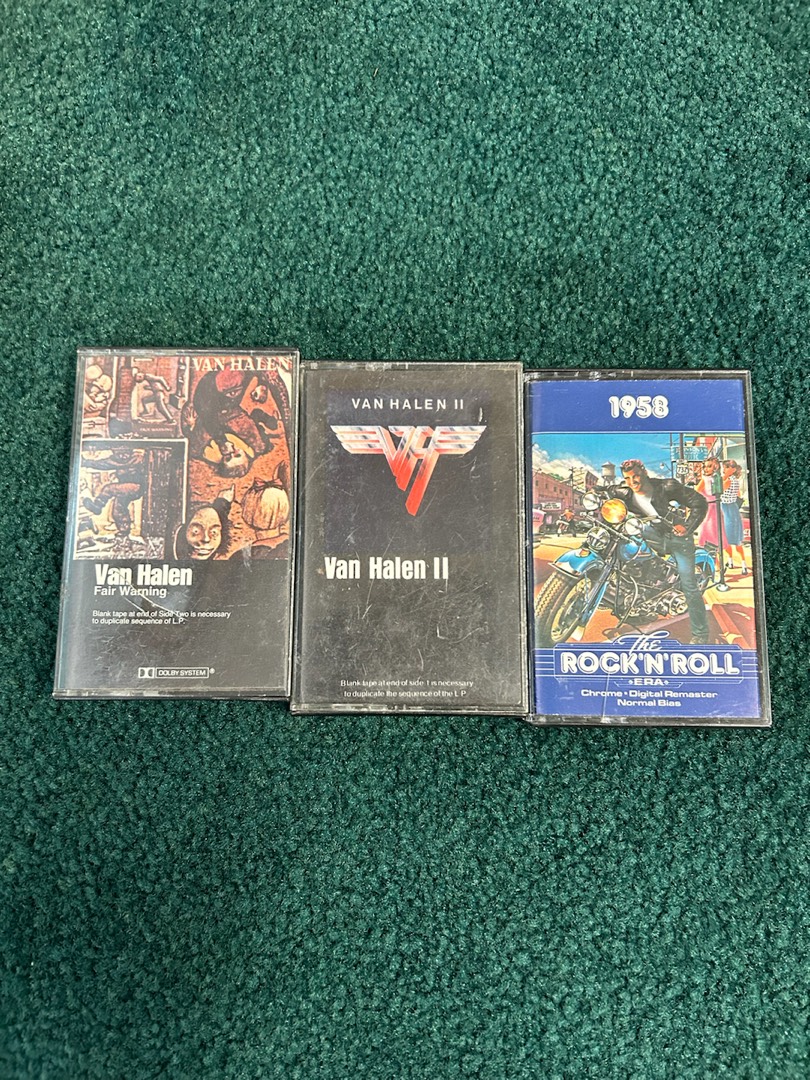 VAN HALEN
Van Halen
Fair Warning
Blank tape at end of Side Two is necessary
to duplicate sequence of L.P.
DOLBY SYSTEM ®
VAN HALEN II
VH
Van Halen II
Blank tape at end of side 1 is necessary
to duplicate the sequence of the L.P.
1958
The
ROCK'N'ROLL
•ERA•
Chrome • Digital Remaster
Normal Bias